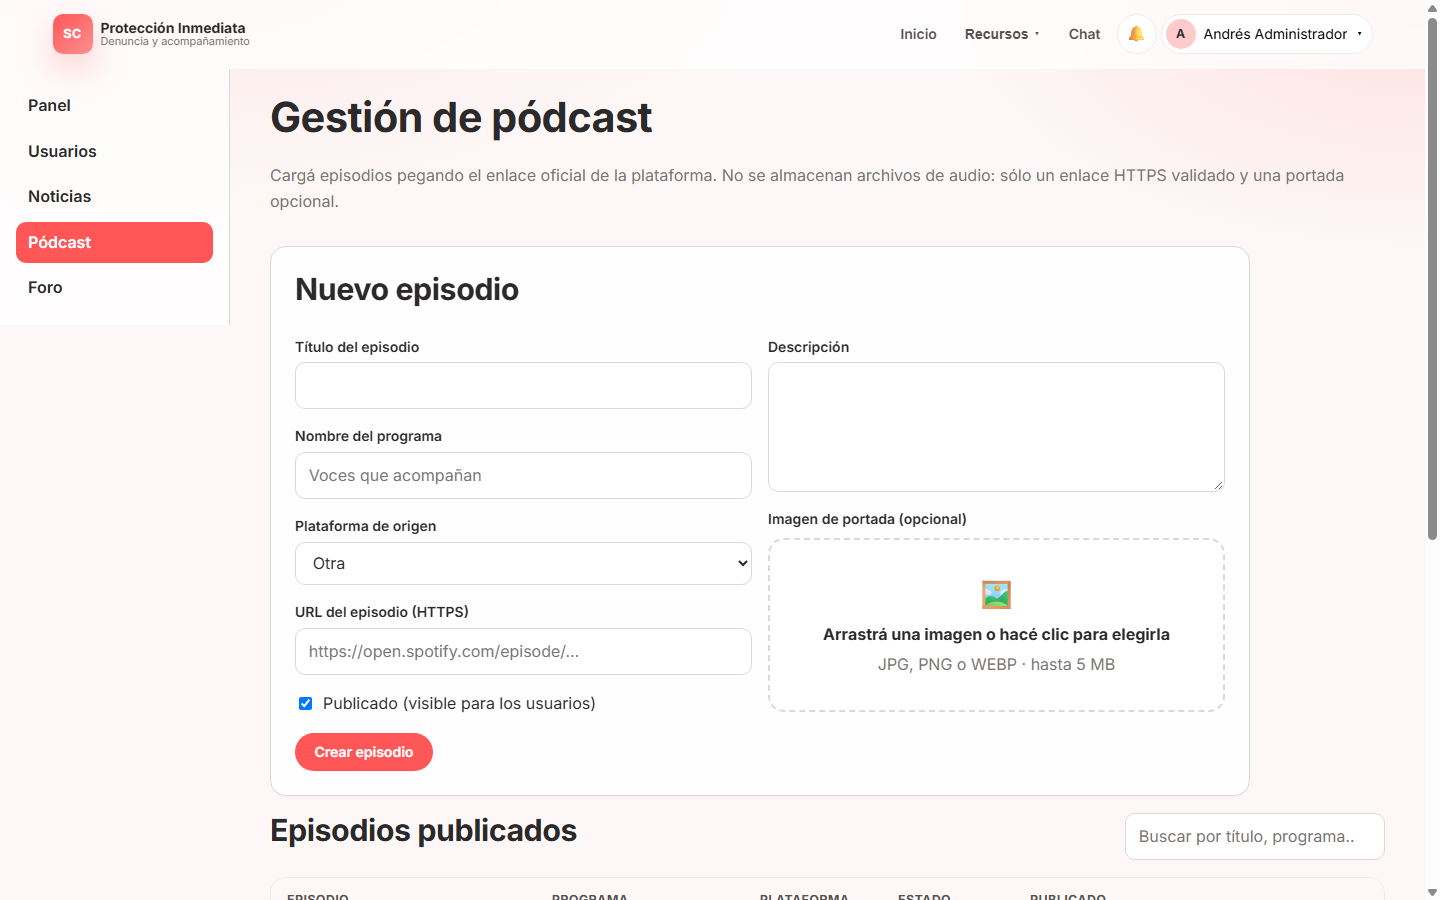 SC
Protección Inmediata
Denuncia y acompañamiento
Inicio
Recursos
Chat
A
Andrés Administrador
Panel
Usuarios
Noticias
Pódcast
Foro
Gestión de pódcast
Cargá episodios pegando el enlace oficial de la plataforma. No se almacenan archivos de audio: sólo un enlace HTTPS validado y una portada
opcional.
Nuevo episodio
Título del episodio
Nombre del programa
Voces que acompañan
Plataforma de origen
Otra
URL del episodio (HTTPS)
https://open.spotify.com/episode/...
Publicado (visible para los usuarios)
Crear episodio
Descripción
Imagen de portada (opcional)
Arrastrá una imagen o hacé clic para elegirla
JPG, PNG o WEBP · hasta 5 MB
Episodios publicados
Buscar por título, programa..
EPISODIO PROGRAMA PLATAFORMA ESTADO PUBLICADO